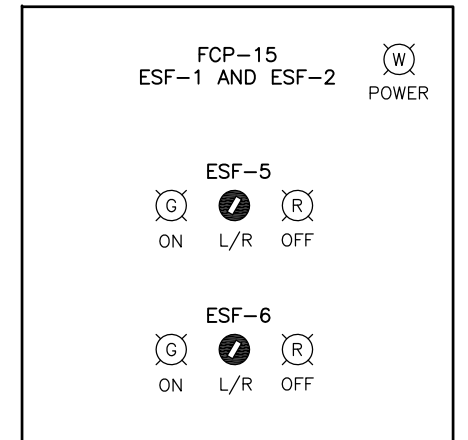 FCP-15
ESF-1 AND ESF-2
W
POWER
ESF-5
G R
ON L/R OFF
ESF-6
G R
ON L/R OFF